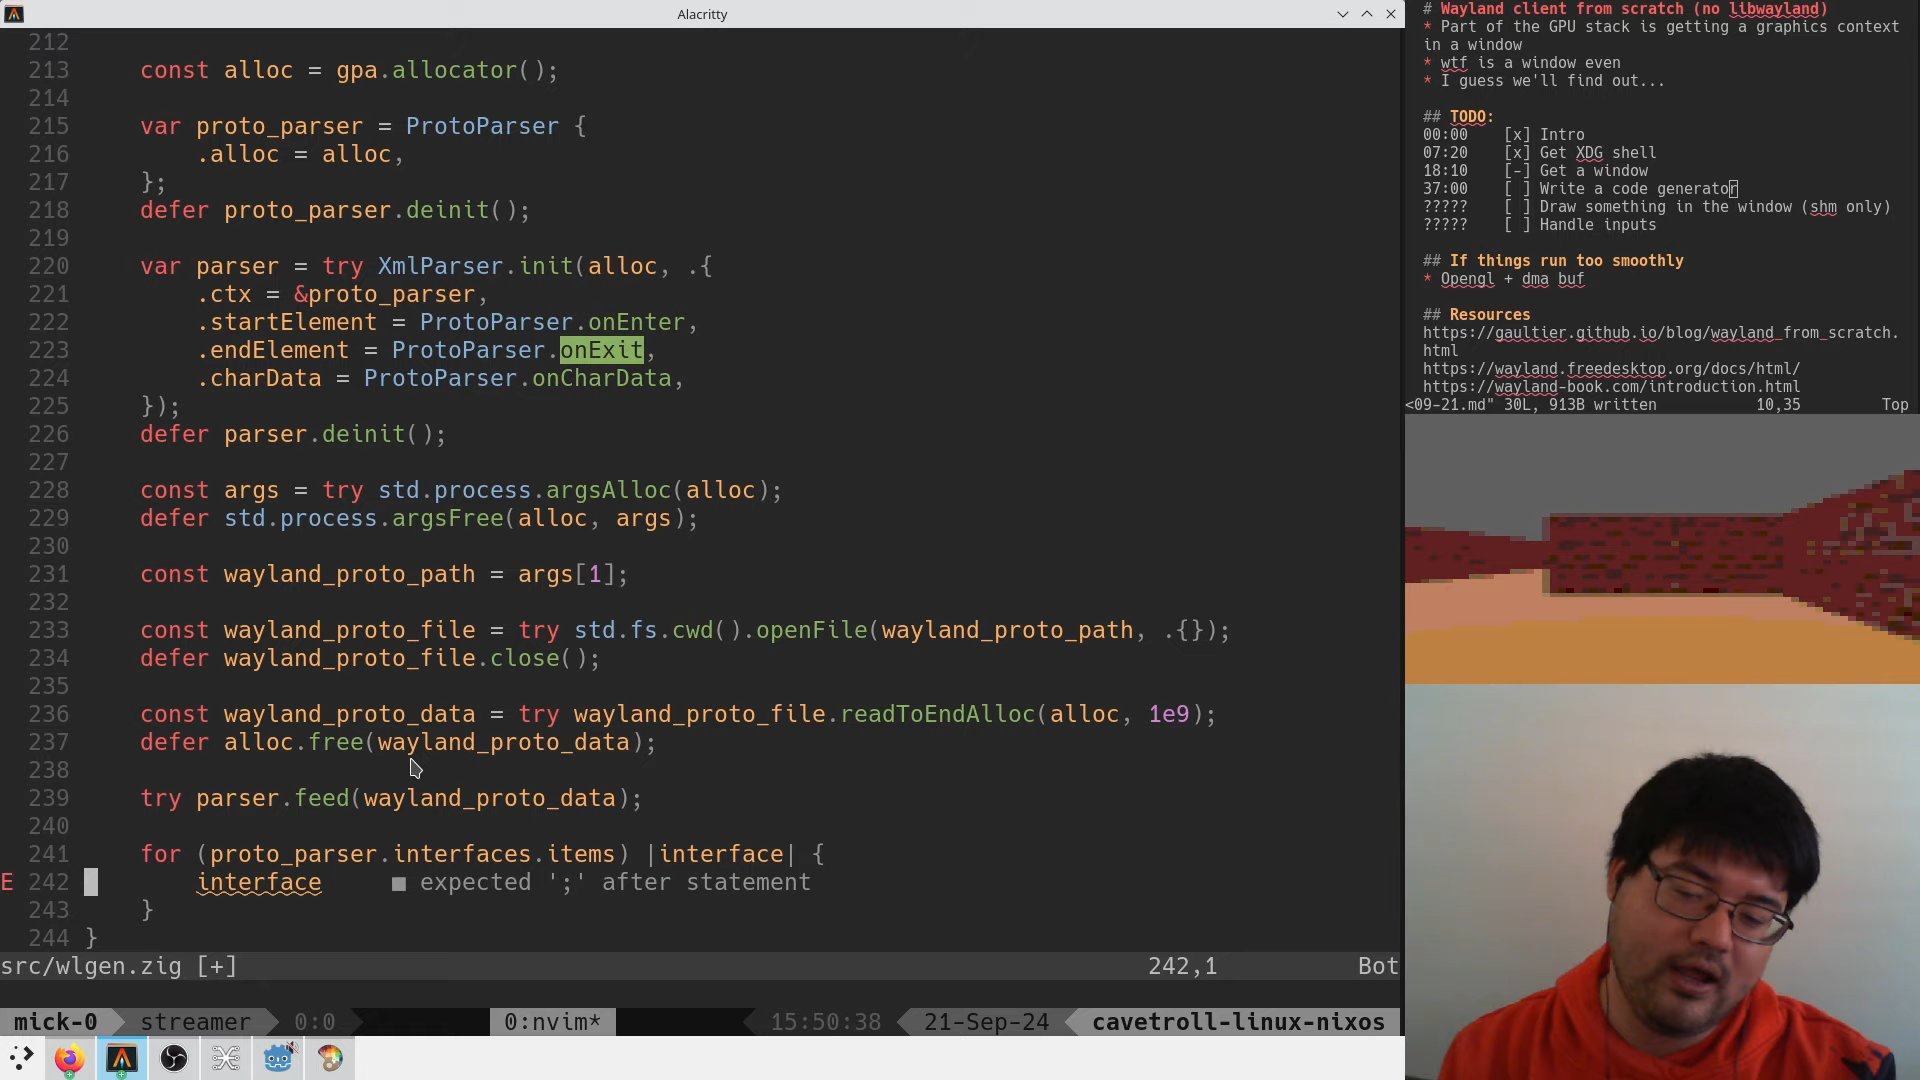 Alacritty
212
213 const alloc = gpa.allocator();
214
215 var proto_parser = ProtoParser {
216 .alloc = alloc,
217 };
218 defer proto_parser.deinit();
219
220 var parser = try XmlParser.init(alloc, .{
221 .ctx = &proto_parser,
222 .startElement = ProtoParser.onEnter,
223 .endElement = ProtoParser.onExit,
224 .charData = ProtoParser.onCharData,
225 });
226 defer parser.deinit();
227
228 const args = try std.process.argsAlloc(alloc);
229 defer std.process.argsFree(alloc, args);
230
231 const wayland_proto_path = args[1];
232
233 const wayland_proto_file = try std.fs.cwd().openFile(wayland_proto_path, .{});
234 defer wayland_proto_file.close();
235
236 const wayland_proto_data = try wayland_proto_file.readToEndAlloc(alloc, 1e9);
237 defer alloc.free(wayland_proto_data);
238
239 try parser.feed(wayland_proto_data);
240
241 for (proto_parser.interfaces.items) |interface| {
E 242 interface ■ expected ';' after statement
243 }
244 }
src/wlgen.zig [+] 242,1 Bot
mick-0 streamer 0:0 0:nvim* 15:50:38 21-Sep-24 cavetroll-linux-nixos
# Wayland client from scratch (no libwayland)
* Part of the GPU stack is getting a graphics context
in a window
* wtf is a window even
* I guess we'll find out...
## TODO:
00:00 [x] Intro
07:20 [x] Get XDG shell
18:10 [-] Get a window
37:00 [ ] Write a code generator
????? [ ] Draw something in the window (shm only)
????? [ ] Handle inputs
## If things run too smoothly
* Opengl + dma buf
## Resources
https://gaultier.github.io/blog/wayland_from_scratch.
html
https://wayland.freedesktop.org/docs/html/
https://wayland-book.com/introduction.html
<09-21.md" 30L, 913B written 10,35 Top